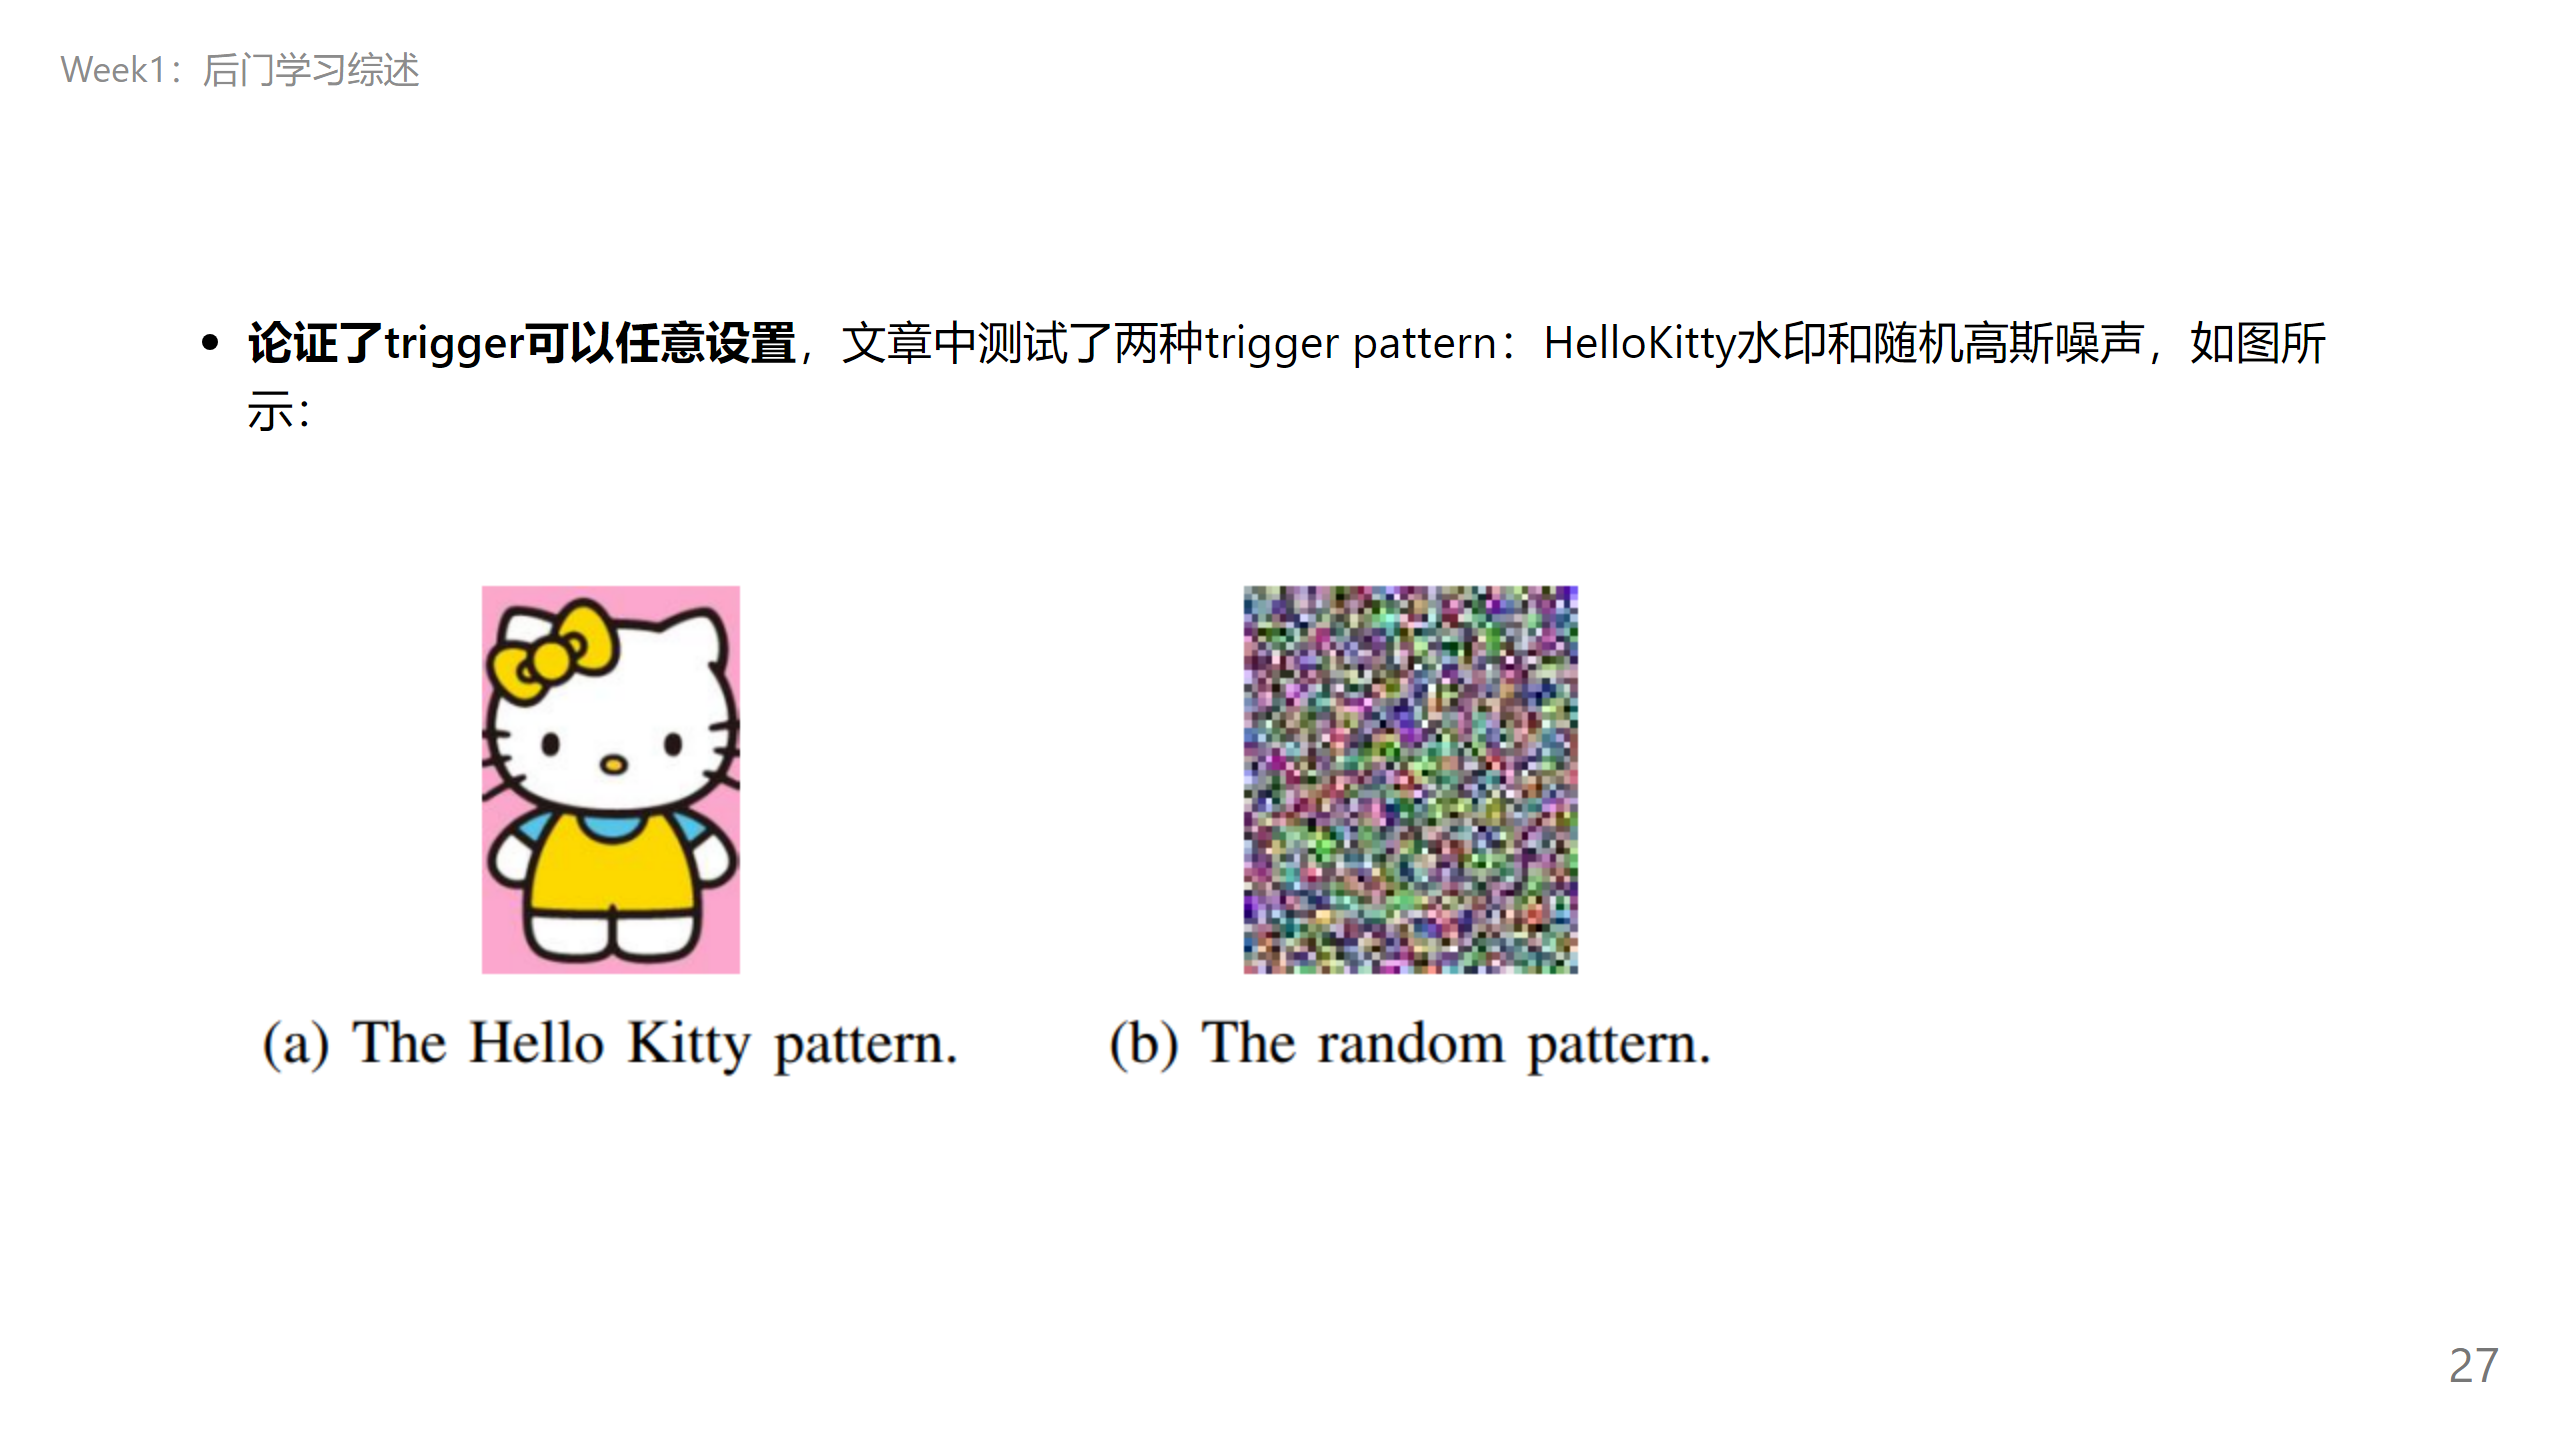 Week1：后门学习综述
• 论证了trigger可以任意设置，文章中测试了两种trigger pattern：HelloKitty水印和随机高斯噪声，如图所
示：
(a) The Hello Kitty pattern.
(b) The random pattern.
27